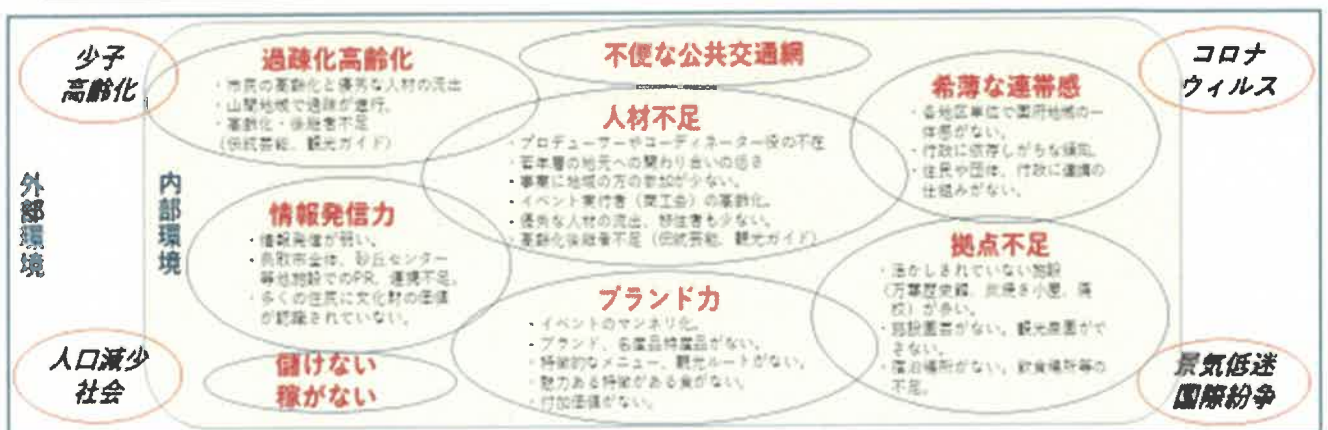 少子
高齢化
過疎化高齢化
・市民の高齢化と優秀な人材の流出
・山間地域で過疎が進行。
・高齢化・後継者不足
(伝統芸能、観光ガイド)
不便な公共交通網
コロナ
ウィルス
希薄な連帯感
・各地区単位で国府地域の一
体感がない。
・行政に依存しがちな傾向。
・住民や団体、行政に連携の
仕組みがない。
人材不足
・プロデューサーやコーディネーター役の不在
・若年層の地元への関わり合いの低さ
・事業に地域の方の参加が少ない。
・イベント実行者(商工会)の高齢化。
・優秀な人材の流出、移住者も少ない。
・高齢化後継者不足(伝統芸能、観光ガイド)
外部環境
内部環境
情報発信力
・情報発信が弱い。
・鳥取市全体、砂丘センター
等他施設でのPR、連携不足。
・多くの住民に文化財の価値
が認識されていない。
拠点不足
・活かしきれていない施設
(万葉歴史館、炭焼き小屋、廃
校)が多い。
・施設園芸がない。観光農園がで
きない。
・宿泊場所がない。飲食場所等の
不足。
ブランド力
・イベントのマンネリ化。
・ブランド、名産品特産品がない。
・特徴的なメニュー、観光ルートがない。
・魅力ある特徴がある食がない。
・付加価値がない。
人口減少
社会
儲けない
稼がない
景気低迷
国際紛争